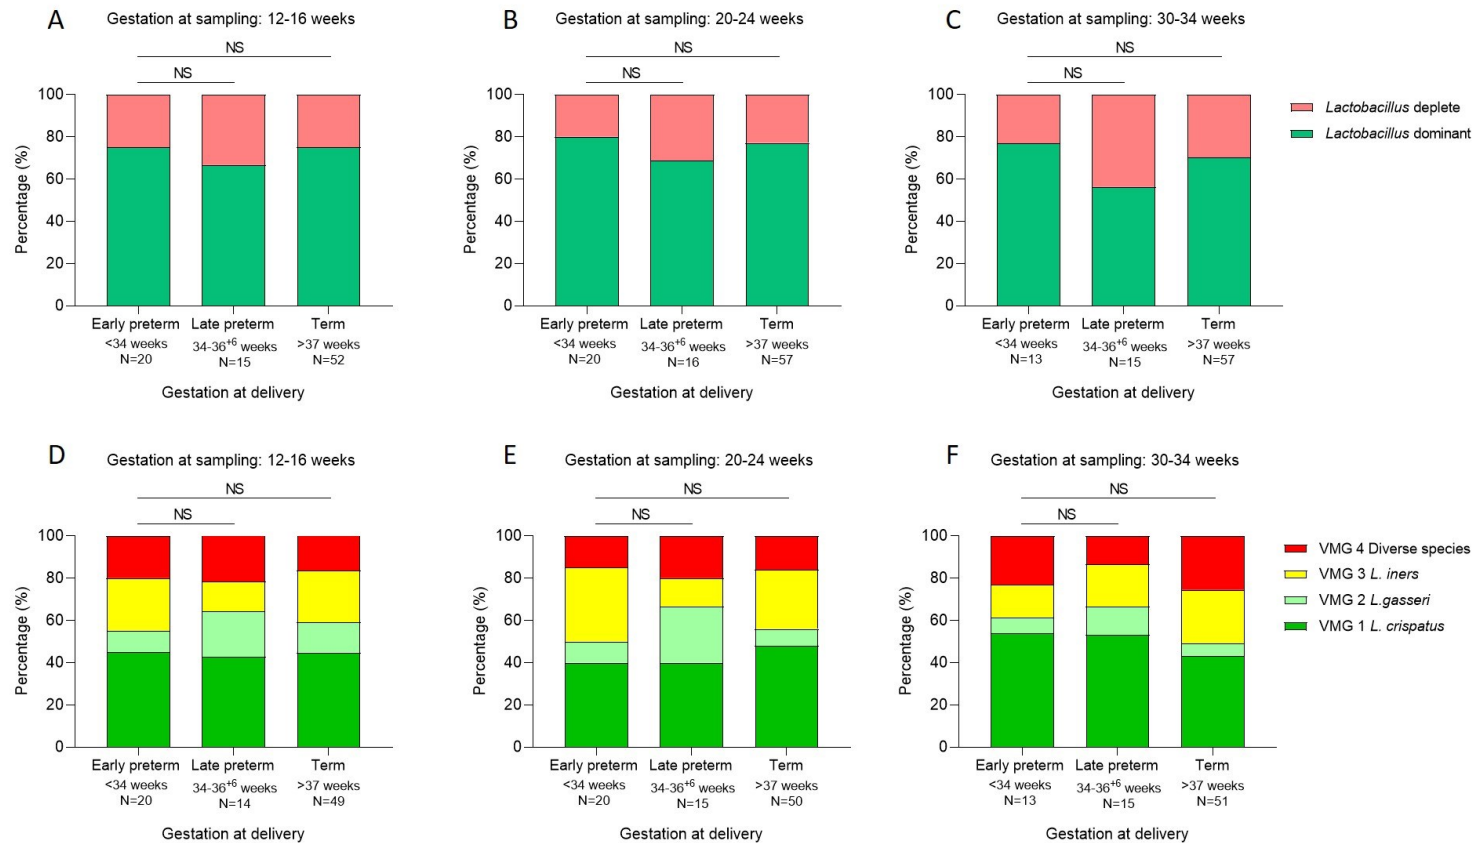 A
Gestation at sampling: 12-16 weeks
NS
NS
Percentage (%)
100
80
60
40
20
0
Early preterm
<34 weeks
N=20
Late preterm
34-36+6 weeks
N=15
Term
>37 weeks
N=52
Gestation at delivery
B
Gestation at sampling: 20-24 weeks
NS
NS
Percentage (%)
100
80
60
40
20
0
Early preterm
<34 weeks
N=20
Late preterm
34-36+6 weeks
N=16
Term
>37 weeks
N=57
Gestation at delivery
C
Gestation at sampling: 30-34 weeks
NS
NS
Percentage (%)
100
80
60
40
20
0
Early preterm
<34 weeks
N=13
Late preterm
34-36+6 weeks
N=15
Term
>37 weeks
N=57
Gestation at delivery
Lactobacillus deplete
Lactobacillus dominant
D
Gestation at sampling: 12-16 weeks
NS
NS
Percentage (%)
100
80
60
40
20
0
Early preterm
<34 weeks
N=20
Late preterm
34-36+6 weeks
N=14
Term
>37 weeks
N=49
Gestation at delivery
E
Gestation at sampling: 20-24 weeks
NS
NS
Percentage (%)
100
80
60
40
20
0
Early preterm
<34 weeks
N=20
Late preterm
34-36+6 weeks
N=15
Term
>37 weeks
N=50
Gestation at delivery
F
Gestation at sampling: 30-34 weeks
NS
NS
Percentage (%)
100
80
60
40
20
0
Early preterm
<34 weeks
N=13
Late preterm
34-36+6 weeks
N=15
Term
>37 weeks
N=51
Gestation at delivery
VMG 4 Diverse species
VMG 3 L. iners
VMG 2 L.gasseri
VMG 1 L. crispatus